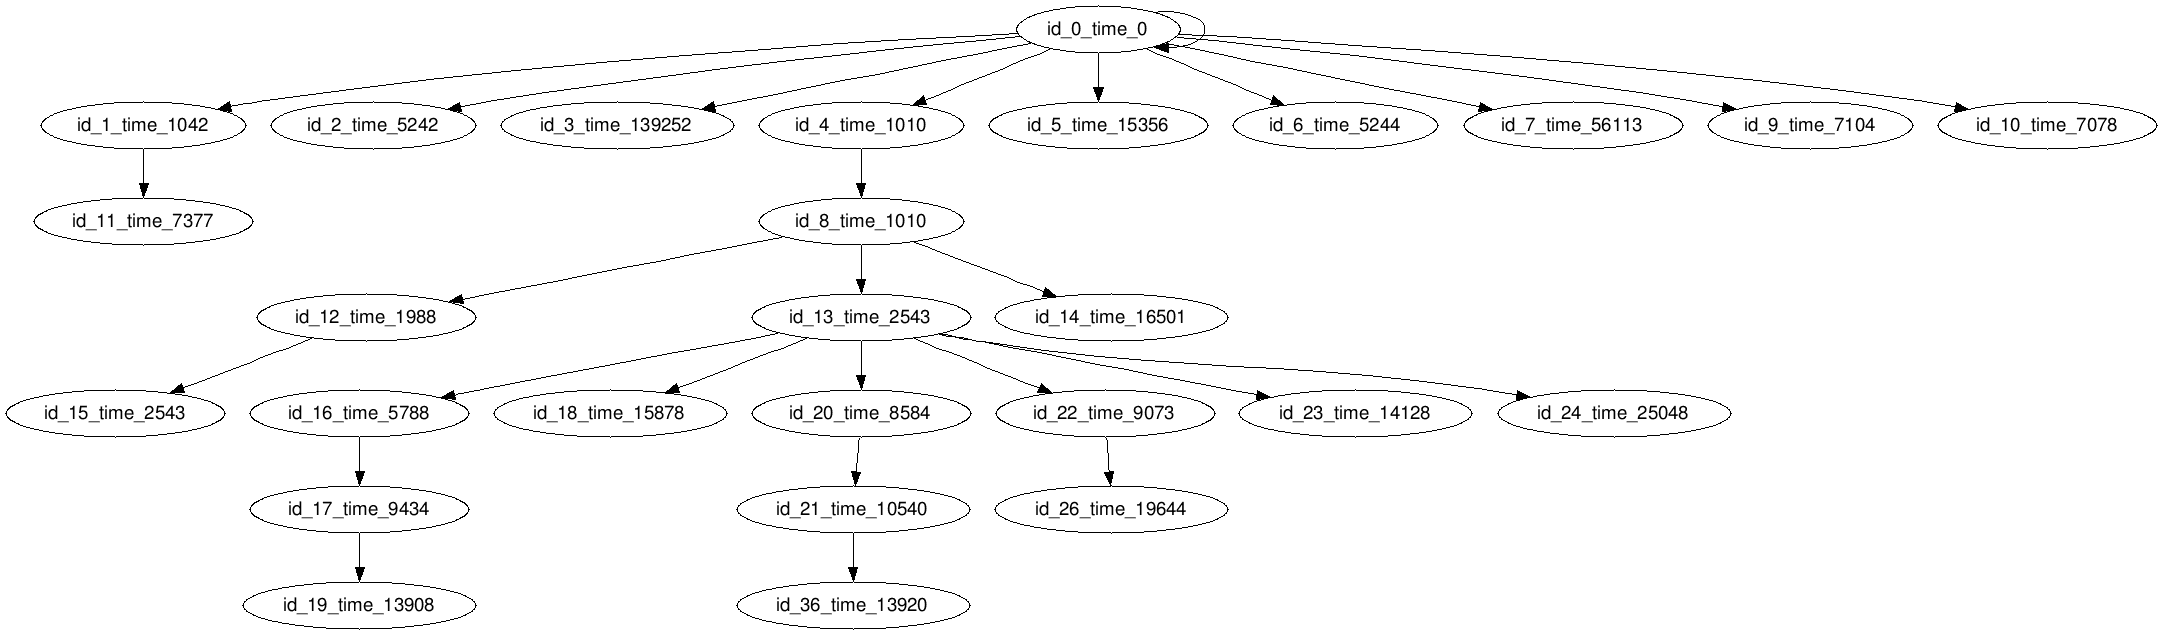 id_0_time_0
id_1_time_1042
id_2_time_5242
id_3_time_139252
id_4_time_1010
id_5_time_15356
id_6_time_5244
id_7_time_56113
id_9_time_7104
id_10_time_7078
id_11_time_7377
id_8_time_1010
id_12_time_1988
id_13_time_2543
id_14_time_16501
id_15_time_2543
id_16_time_5788
id_18_time_15878
id_20_time_8584
id_22_time_9073
id_23_time_14128
id_24_time_25048
id_17_time_9434
id_21_time_10540
id_26_time_19644
id_19_time_13908
id_36_time_13920